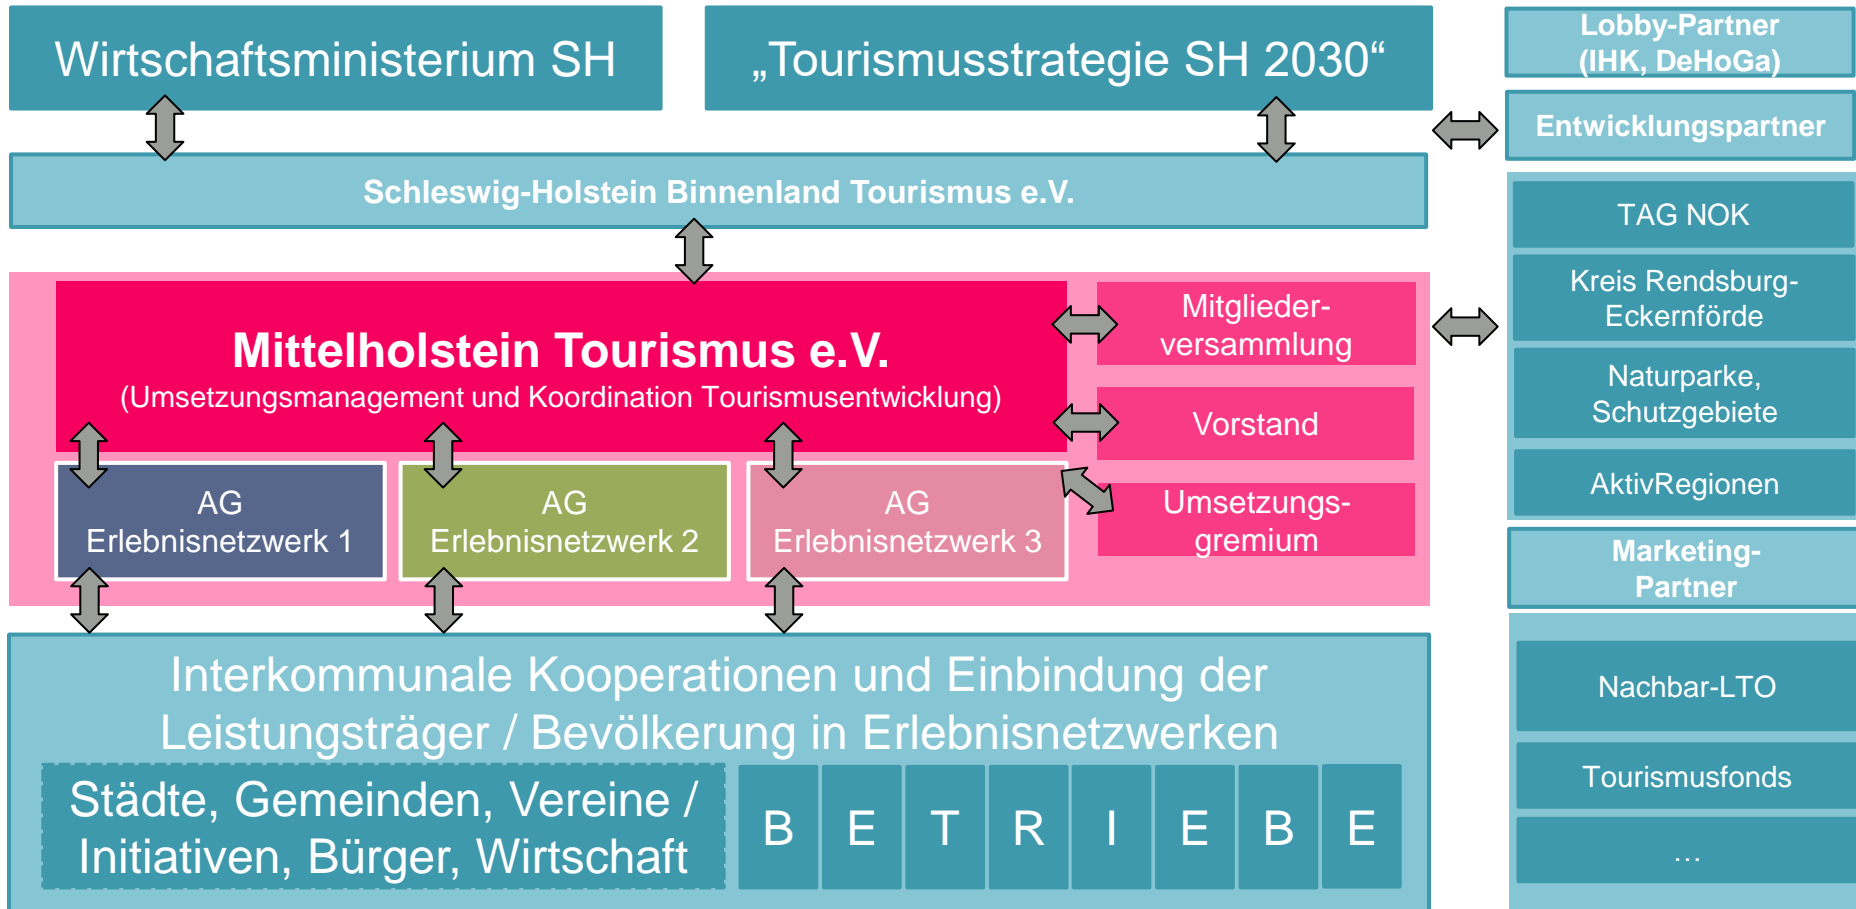 Wirtschaftsministerium SH
„Tourismusstrategie SH 2030“
Schleswig-Holstein Binnenland Tourismus e.V.
Mittelholstein Tourismus e.V.
(Umsetzungsmanagement und Koordination Tourismusentwicklung)
Mitglieder-
versammlung
Vorstand
Umsetzungs-
gremium
AG
Erlebnisnetzwerk 1
AG
Erlebnisnetzwerk 2
AG
Erlebnisnetzwerk 3
Interkommunale Kooperationen und Einbindung der
Leistungsträger / Bevölkerung in Erlebnisnetzwerken
Städte, Gemeinden, Vereine /
Initiativen, Bürger, Wirtschaft
B E T R I E B E
Lobby-Partner
(IHK, DeHoGa)
Entwicklungspartner
TAG NOK
Kreis Rendsburg-
Eckernförde
Naturparke,
Schutzgebiete
AktivRegionen
Marketing-
Partner
Nachbar-LTO
Tourismusfonds
…